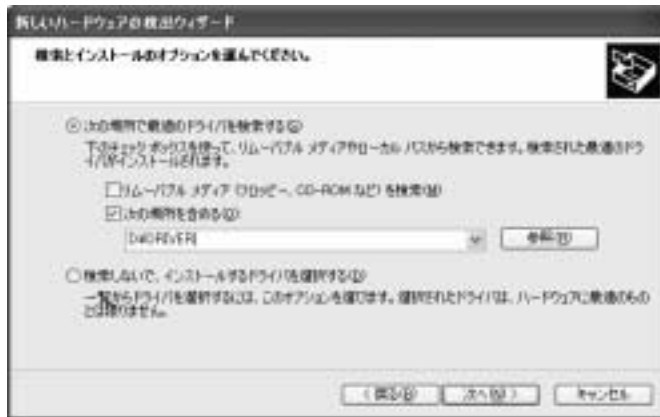 新しいハードウェアの検出ウィザード
検索とインストールのオプションを選んでください。
次の場所で最適のドライバを検索する(S)
下のチェック ボックスを使って、リムーバブル メディアやローカル パスから検索できます。検索された最適のドラ
イバがインストールされます。
リムーバブル メディア (フロッピー、CD-ROM など) を検索(M)
次の場所を含める(O):
D:\DRIVER\
参照(R)
検索しないで、インストールするドライバを選択する(D)
一覧からドライバを選択するには、このオプションを選びます。選択されたドライバは、ハードウェアに最適のもの
とは限りません。
< 戻る(B)
次へ(N) >
キャンセル